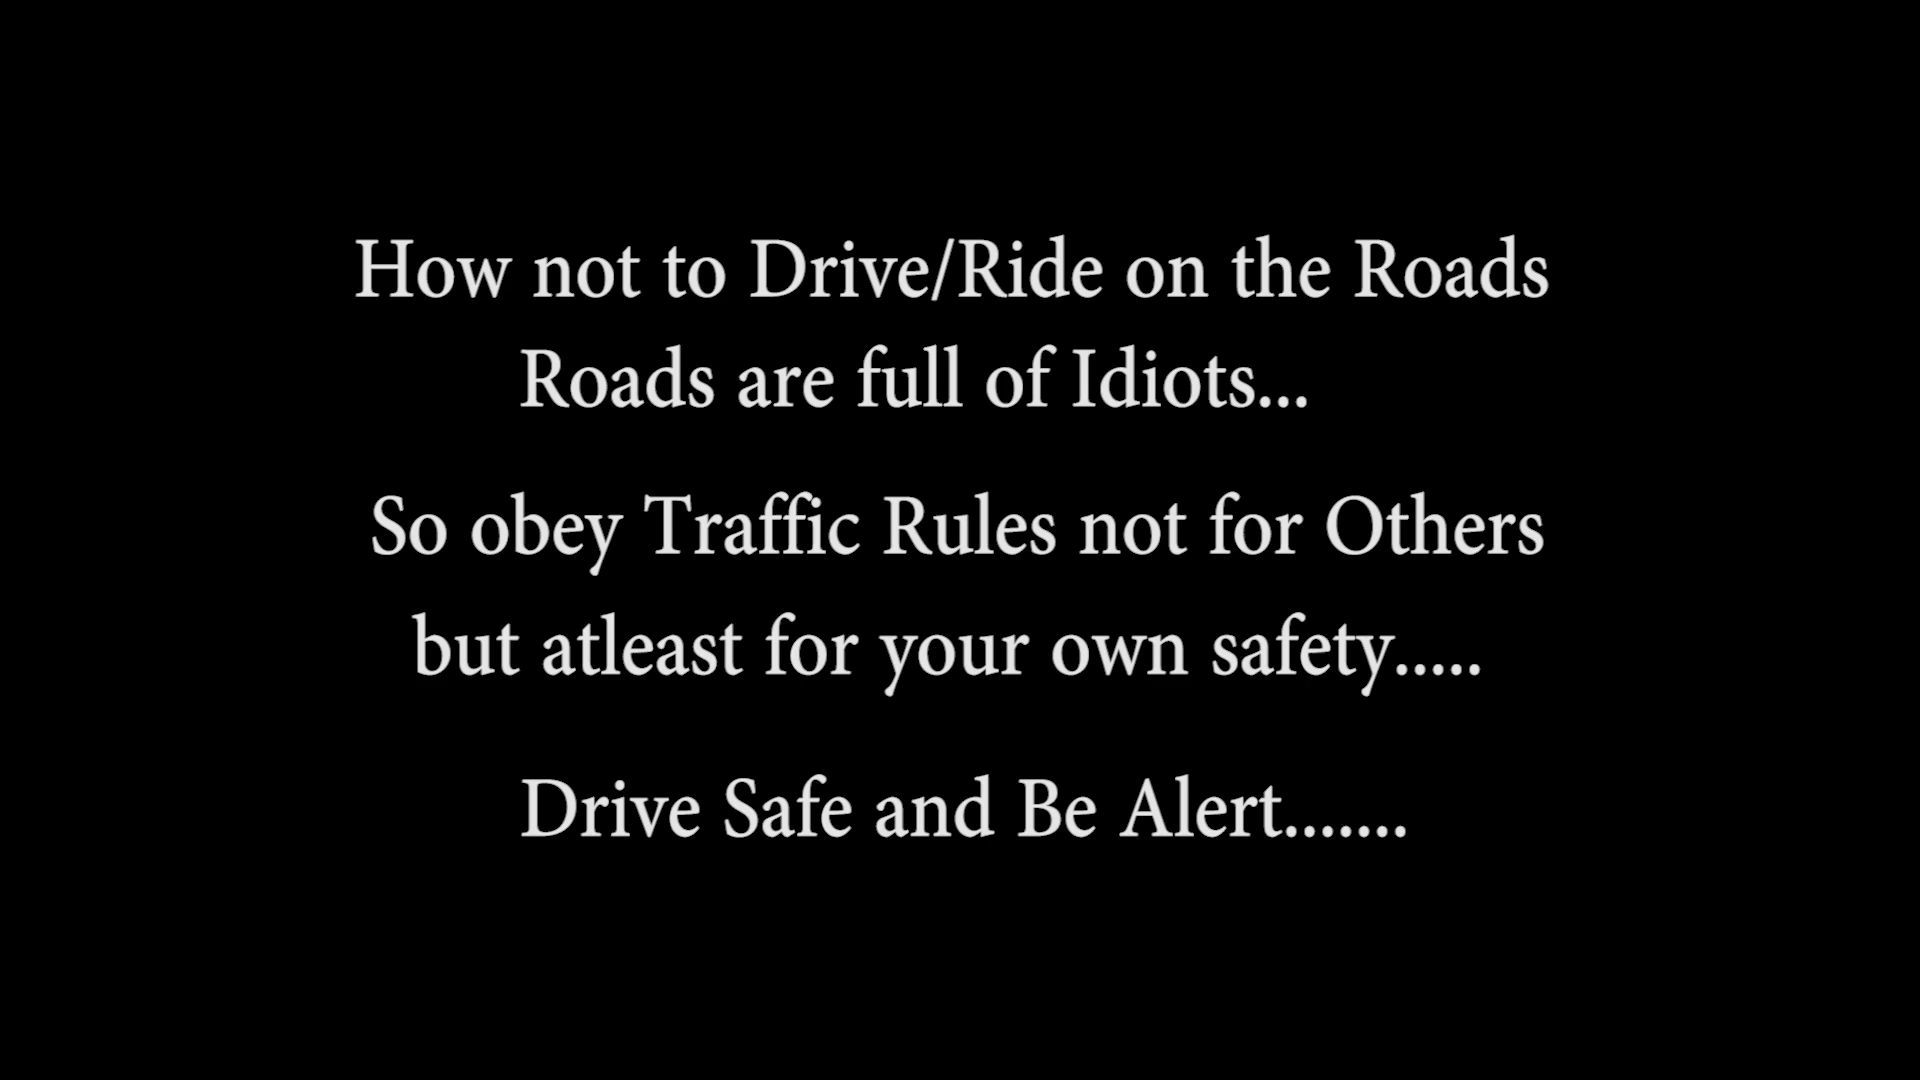 How not to Drive/Ride on the Roads
Roads are full of Idiots...
So obey Traffic Rules not for Others
but atleast for your own safety.....
Drive Safe and Be Alert.......